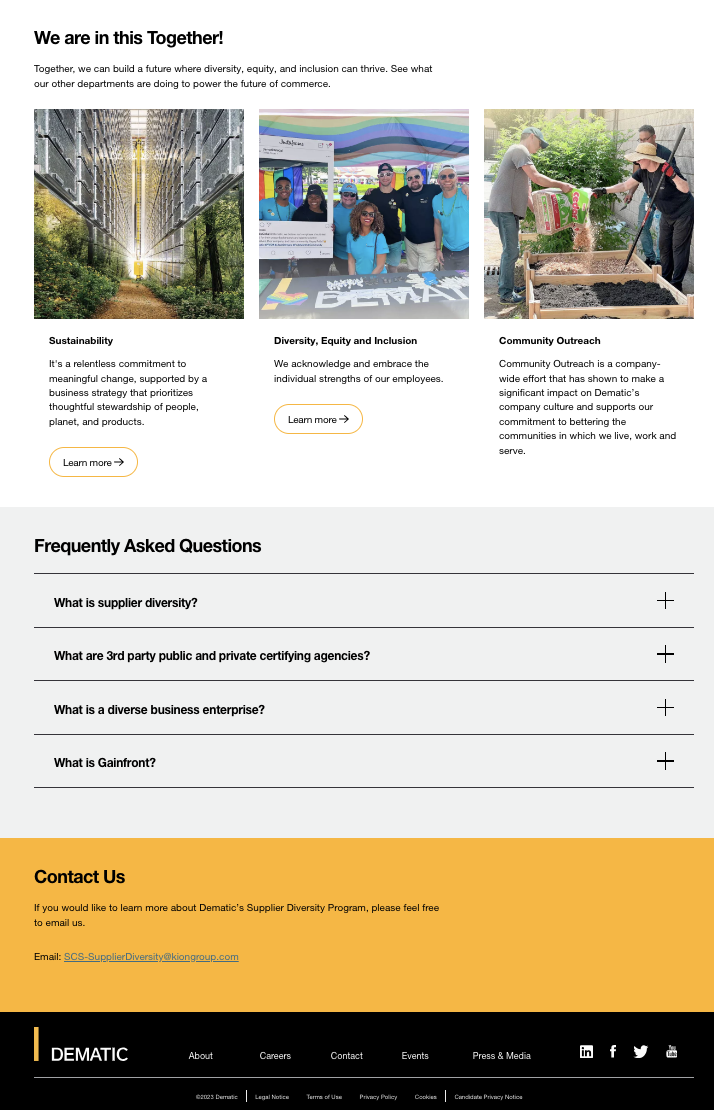 We are in this Together!
Together, we can build a future where diversity, equity, and inclusion can thrive. See what
our other departments are doing to power the future of commerce.
Sustainability
It's a relentless commitment to
meaningful change, supported by a
business strategy that prioritizes
thoughtful stewardship of people,
planet, and products.
Learn more
Diversity, Equity and Inclusion
We acknowledge and embrace the
individual strengths of our employees.
Learn more
Community Outreach
Community Outreach is a company-
wide effort that has shown to make a
significant impact on Dematic's
company culture and supports our
commitment to bettering the
communities in which we live, work and
serve.
Frequently Asked Questions
What is supplier diversity?
What are 3rd party public and private certifying agencies?
What is a diverse business enterprise?
What is Gainfront?
Contact Us
If you would like to learn more about Dematic's Supplier Diversity Program, please feel free
to email us.
Email: SCS-SupplierDiversity@kiongroup.com
DEMATIC
About
Careers
Contact
Events
Press & Media
©2023 Dematic
Legal Notice
Terms of Use
Privacy Policy
Cookies
Candidate Privacy Notice